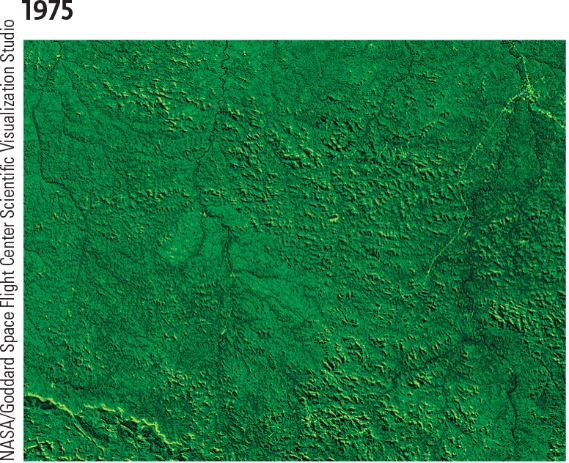 1975
NASA/Goddard Space Flight Center Scientific Visualization Studio